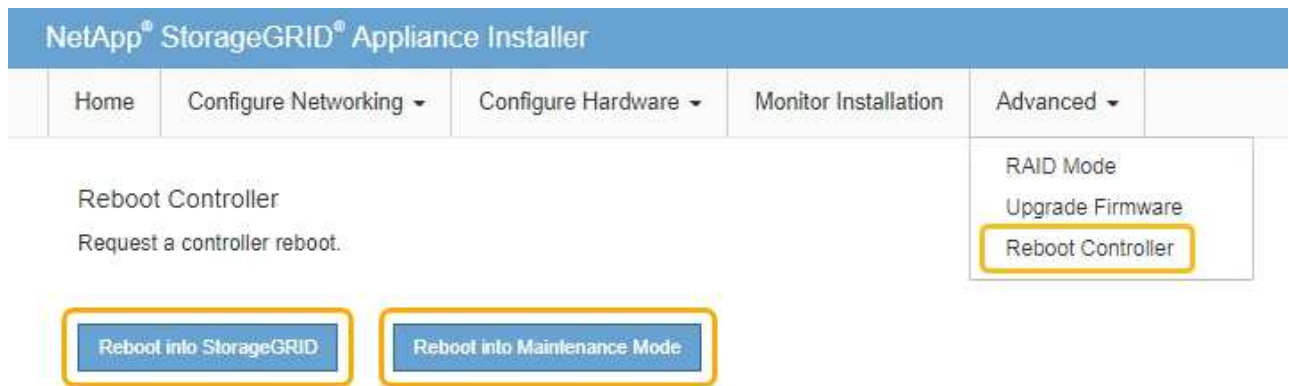 NetApp® StorageGRID® Appliance Installer
Home Configure Networking Configure Hardware Monitor Installation Advanced
RAID Mode
Upgrade Firmware
Reboot Controller
Reboot Controller
Request a controller reboot.
Reboot into StorageGRID Reboot into Maintenance Mode